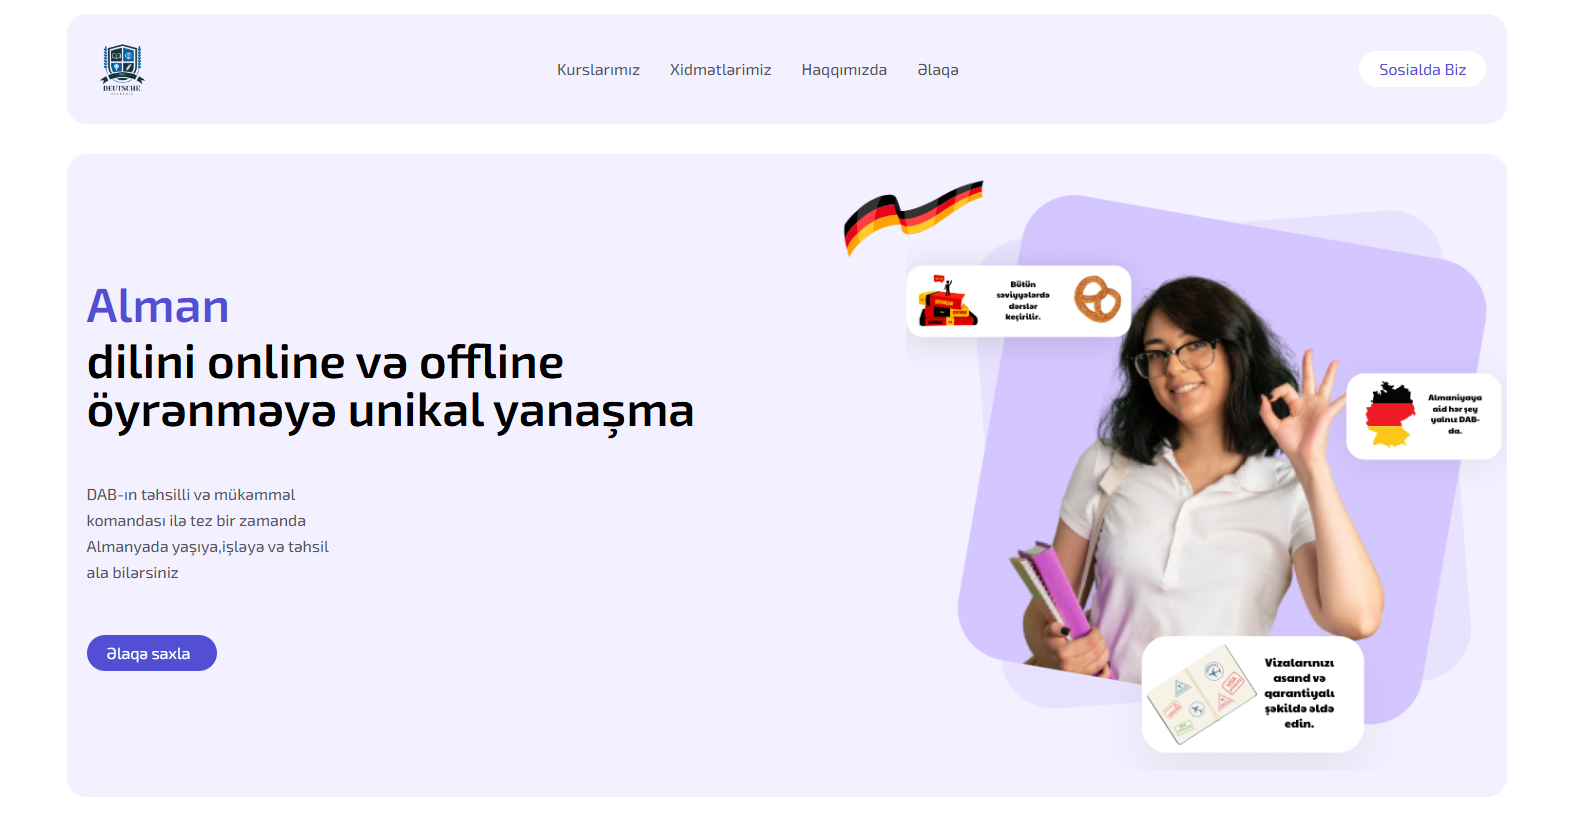 DEUTSCHE
Kurslarımız
Xidmətlərimiz
Haqqımızda
Əlaqə
Sosialda Biz
Alman
dilini online və offline
öyrənməyə unikal yanaşma
DAB-ın təhsilli və mükəmməl
komandası ilə tez bir zamanda
Almanyada yaşıya,işləyə və təhsil
ala bilərsiniz
Əlaqə saxla
Bütün
səviyyələrdə
dərslər
keçirilir.
Almaniyaya
aid hər şey
yalnız DAB-
da.
Vizalarınızı
asand və
qarantiyalı
şəkildə əldə
edin.